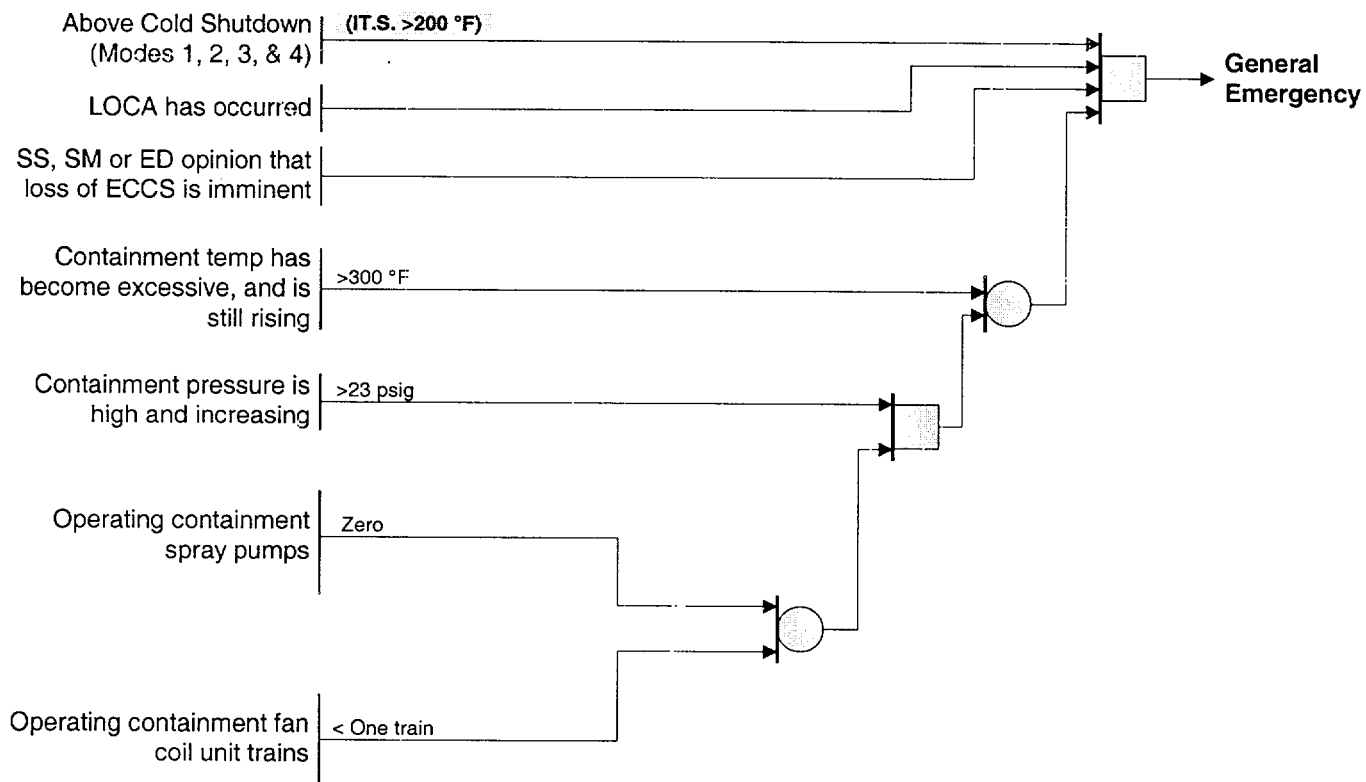 Above Cold Shutdown
(Modes 1, 2, 3, & 4)
(IT.S. >200 °F)
General
Emergency
LOCA has occurred
SS, SM or ED opinion that
loss of ECCS is imminent
Containment temp has
become excessive, and is
still rising
>300 °F
Containment pressure is
high and increasing
>23 psig
Operating containment
spray pumps
Zero
Operating containment fan
coil unit trains
< One train